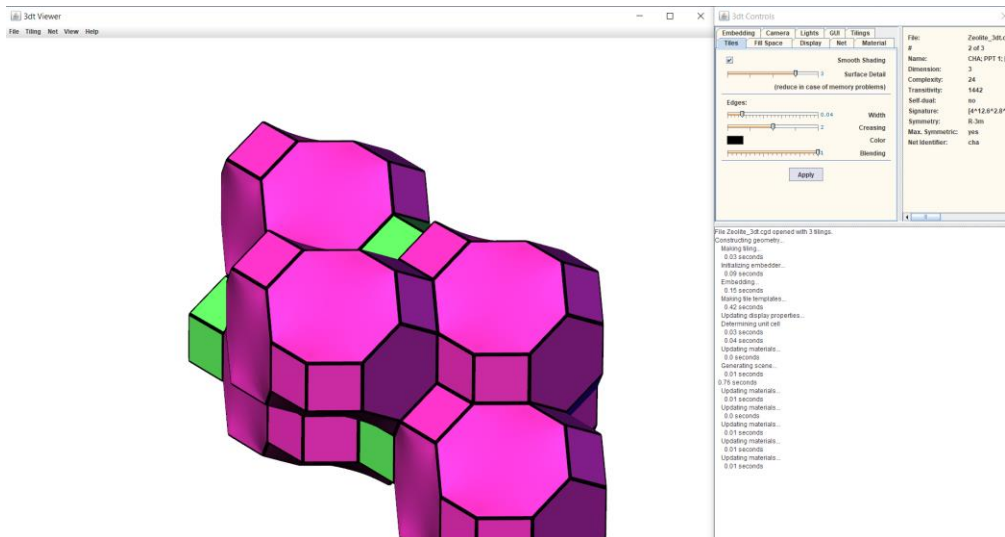 3dt Viewer
File Tiling Net View Help
3dt Controls
Embedding Camera Lights GUI Tilings
Tiles Fill Space Display Net Material
Smooth Shading
Surface Detail
(reduce in case of memory problems)
Edges:
0.04 Width
2 Creasing
Color
Blending
Apply
File: Zeolite_3dt.c
# 2 of 3
Name: CHA; PPT 1;
Dimension: 3
Complexity: 24
Transitivity: 1442
Self-dual: no
Signature: [4^12.6^2.8^
Symmetry: R-3m
Max. Symmetric: yes
Net Identifier: cha
File Zeolite_3dt.cgd opened with 3 tilings.
Constructing geometry...
Making tiling...
0.03 seconds
Initializing embedder...
0.09 seconds
Embedding...
0.15 seconds
Making tile templates...
0.42 seconds
Updating display properties...
Determining unit cell
0.03 seconds
0.04 seconds
Updating materials...
0.0 seconds
Generating scene...
0.01 seconds
0.76 seconds
Updating materials...
0.01 seconds
Updating materials...
0.0 seconds
Updating materials...
0.01 seconds
Updating materials...
0.01 seconds
Updating materials...
0.01 seconds